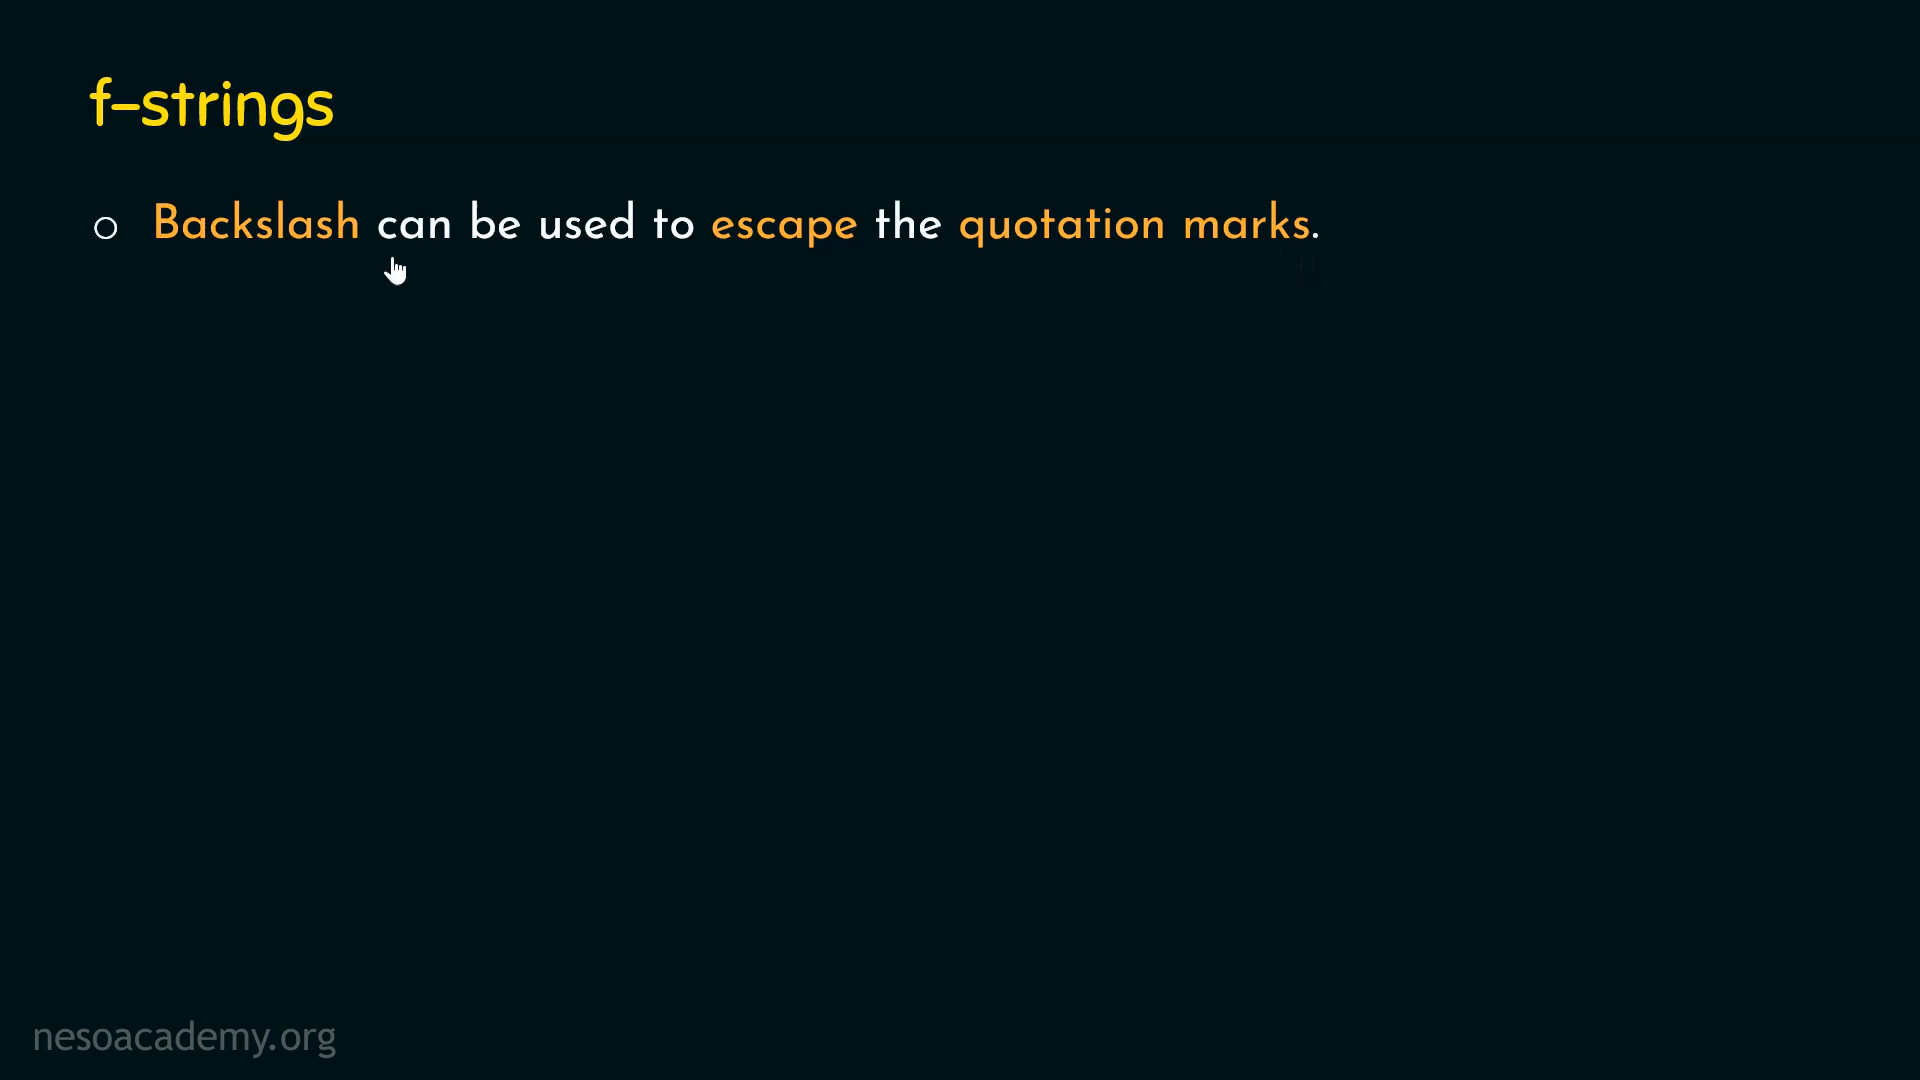 f-strings
Backslash can be used to escape the quotation marks.
nesoacademy.org